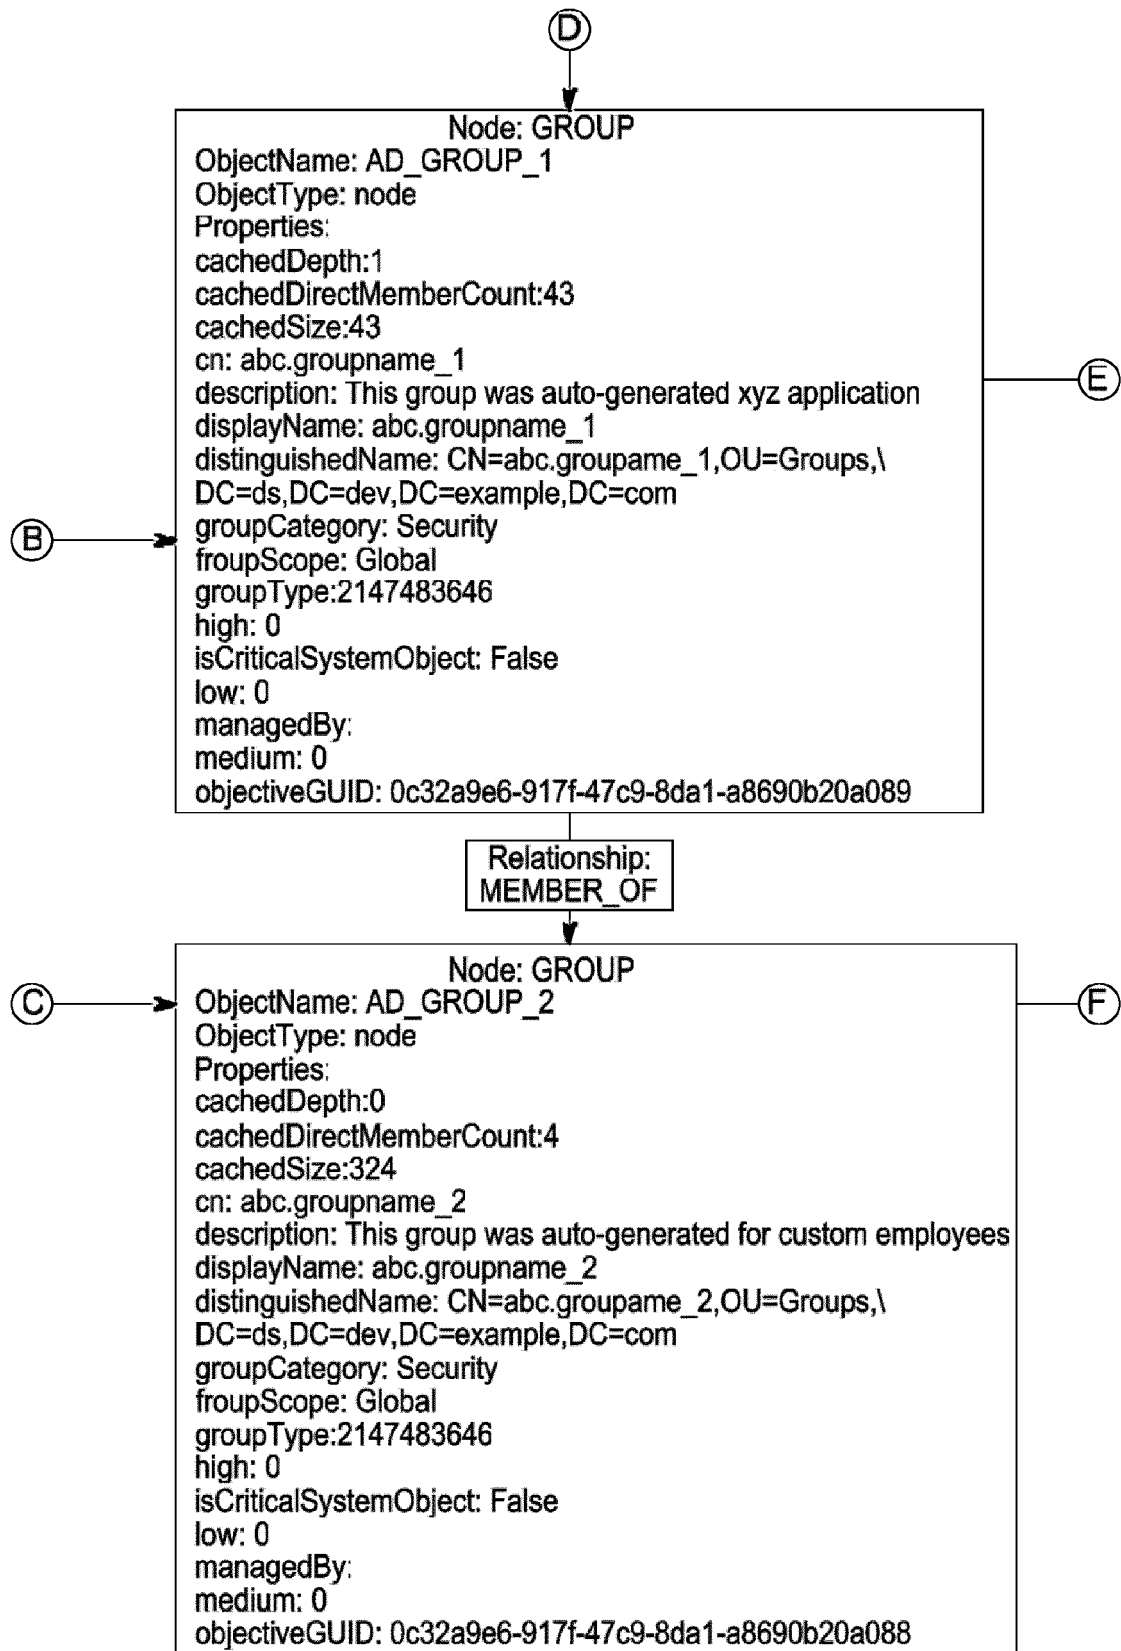 D
Node: GROUP
ObjectName: AD_GROUP_1
ObjectType: node
Properties:
cachedDepth:1
cachedDirectMemberCount:43
cachedSize:43
cn: abc.groupname_1
description: This group was auto-generated xyz application
E
displayName: abc.groupname_1
distinguishedName: CN=abc.groupame_1,OU=Groups,\
DC=ds,DC=dev,DC=example,DC=com
groupCategory: Security
B
froupScope: Global
groupType:2147483646
high: 0
isCriticalSystemObject: False
low: 0
managedBy:
medium: 0
objectiveGUID: 0c32a9e6-917f-47c9-8da1-a8690b20a089
Relationship:
MEMBER_OF
Node: GROUP
C
ObjectName: AD_GROUP_2
F
ObjectType: node
Properties:
cachedDepth:0
cachedDirectMemberCount:4
cachedSize:324
cn: abc.groupname_2
description: This group was auto-generated for custom employees
displayName: abc.groupname_2
distinguishedName: CN=abc.groupame_2,OU=Groups,\
DC=ds,DC=dev,DC=example,DC=com
groupCategory: Security
froupScope: Global
groupType:2147483646
high: 0
isCriticalSystemObject: False
low: 0
managedBy:
medium: 0
objectiveGUID: 0c32a9e6-917f-47c9-8da1-a8690b20a088